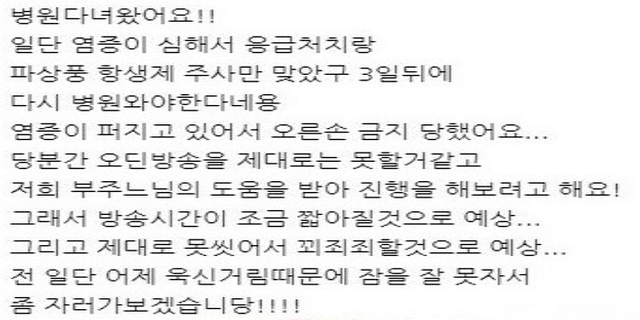 병원다녀왔어요!!
일단 염증이 심해서 응급처치랑
파상풍 항생제 주사만 맞았구 3일뒤에
다시 병원와야한다네용
염증이 퍼지고 있어서 오른손 금지 당했어요...
당분간 오딘방송을 제대로는 못할거같고
저희 부주느님의 도움을 받아 진행을 해보려고 해요!
그래서 방송시간이 조금 짧아질것으로 예상...
그리고 제대로 못씻어서 꾀죄죄할것으로 예상...
전 일단 어제 욱신거림때문에 잠을 잘 못자서
좀 자러가보겠습니당!!!!